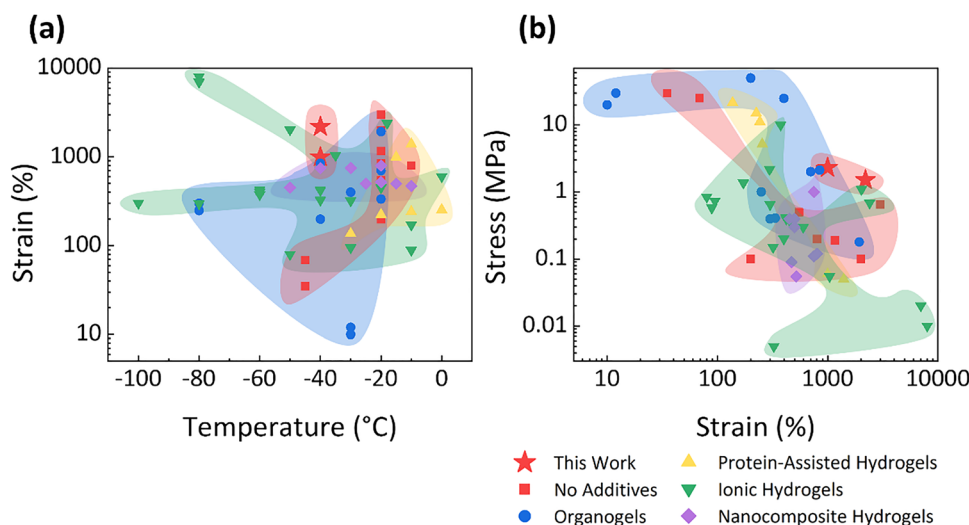 (a)
(b)
Strain (%)
10000
1000
100
10
-100
-80
-60
-40
-20
0
Temperature (°C)
Stress (MPa)
10
1
0.1
0.01
10
100
1000
10000
Strain (%)
This Work
No Additives
Organogels
Protein-Assisted Hydrogels
Ionic Hydrogels
Nanocomposite Hydrogels